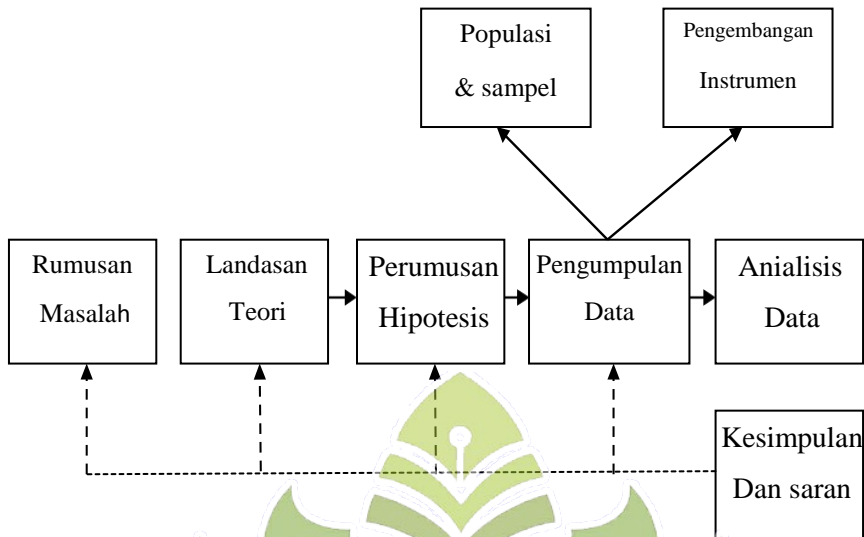 Populasi
& sampel
Pengembangan
Instrumen
Rumusan
Masalah
Landasan
Teori
Perumusan
Hipotesis
Pengumpulan
Data
Anialisis
Data
Kesimpulan
Dan saran